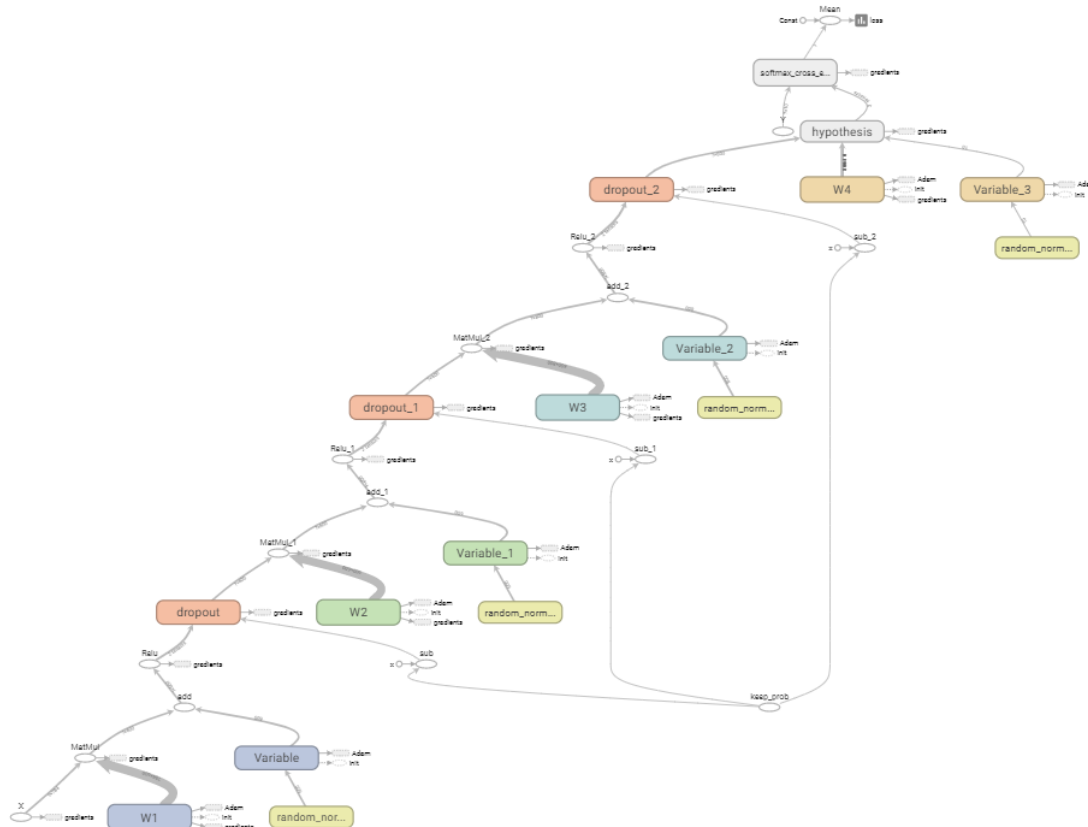 Mean
Const
loss
softmax_cross_e...
gradients
Y
hypothesis
gradients
dropout_2
gradients
W4
Adam
Init
gradients
Variable_3
Adam
Init
Relu_2
gradients
x
sub_2
random_norm...
add_2
MatMul_2
gradients
Variable_2
Adam
Init
dropout_1
gradients
W3
Adam
Init
gradients
random_norm...
Relu_1
gradients
x
sub_1
add_1
MatMul_1
gradients
Variable_1
Adam
Init
dropout
gradients
W2
Adam
Init
gradients
random_norm...
Relu
gradients
x
sub
add
keep_prob
MatMul
gradients
Variable
Adam
Init
X
gradients
W1
Adam
Init
gradients
random_nor...